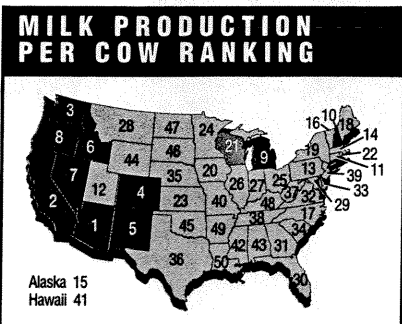 MILK PRODUCTION
PER COW RANKING
3 28 47 24 10 16 18
14
8 6 44 46 21 9 19 22
11
7 35 20 13 39
12 4 23 40 26 27 25 33
2 37 32 29
48
1 5 45 49 38 17
34
36 42 43 31
50 30
Alaska 15
Hawaii 41